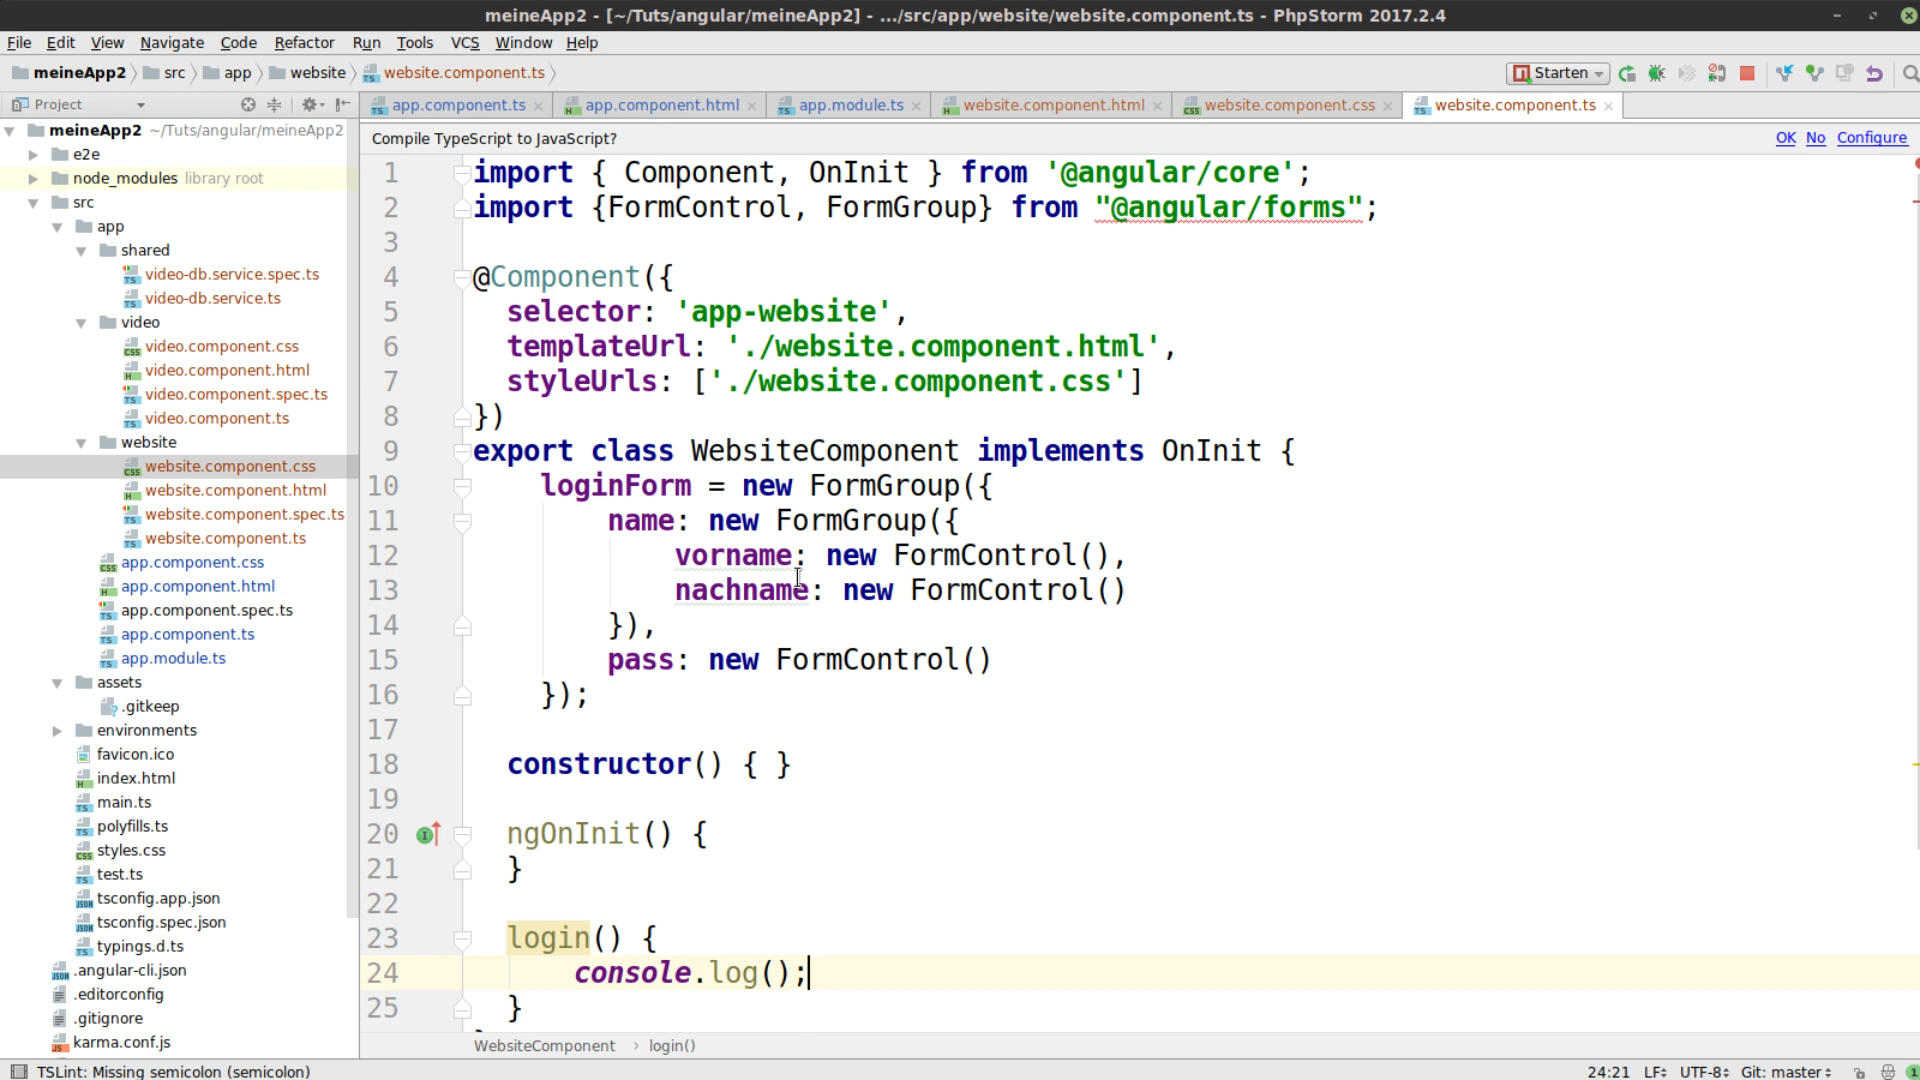 meineApp2 - [~/Tuts/angular/meineApp2] - .../src/app/website/website.component.ts - PhpStorm 2017.2.4
File Edit View Navigate Code Refactor Run Tools VCS Window Help
meineApp2 src app website website.component.ts Starten
Project app.component.ts app.component.html app.module.ts website.component.html website.component.css website.component.ts
Compile TypeScript to JavaScript? OK No Configure
meineApp2 ~/Tuts/angular/meineApp2
e2e
node_modules library root
src
app
shared
video-db.service.spec.ts
video-db.service.ts
video
video.component.css
video.component.html
video.component.spec.ts
video.component.ts
website
website.component.css
website.component.html
website.component.spec.ts
website.component.ts
app.component.css
app.component.html
app.component.spec.ts
app.component.ts
app.module.ts
assets
.gitkeep
environments
favicon.ico
index.html
main.ts
polyfills.ts
styles.css
test.ts
tsconfig.app.json
tsconfig.spec.json
typings.d.ts
.angular-cli.json
.editorconfig
.gitignore
karma.conf.js
1 import { Component, OnInit } from '@angular/core';
2 import {FormControl, FormGroup} from "@angular/forms";
3
4 @Component({
5 selector: 'app-website',
6 templateUrl: './website.component.html',
7 styleUrls: ['./website.component.css']
8 })
9 export class WebsiteComponent implements OnInit {
10 loginForm = new FormGroup({
11 name: new FormGroup({
12 vorname: new FormControl(),
13 nachname: new FormControl()
14 }),
15 pass: new FormControl()
16 });
17
18 constructor() { }
19
20 ngOnInit() {
21 }
22
23 login() {
24 console.log();
25 }
WebsiteComponent › login()
TSLint: Missing semicolon (semicolon) 24:21 LF UTF-8 Git: master 1